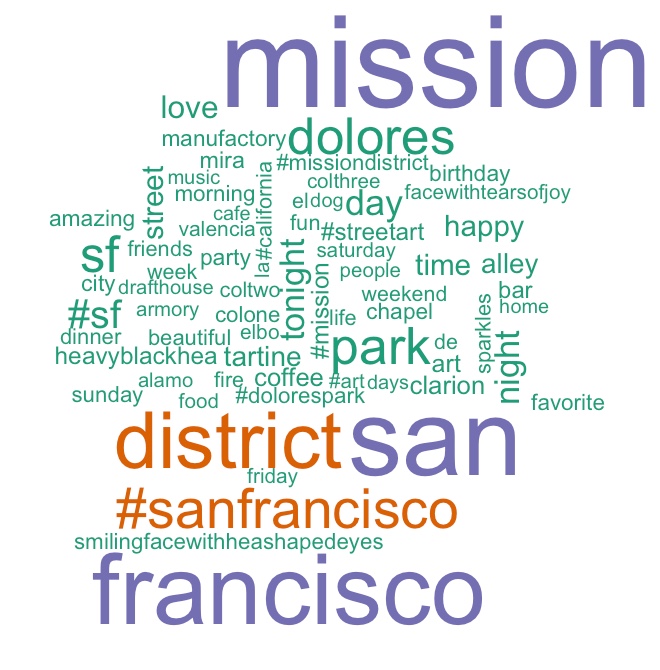 mission
love
manufactory
dolores
mira
#missiondistrict
music
colthree
birthday
street
morning
#california
facewithtearsofjoy
el
dog
day
amazing
cafe
valencia
fun
#streetart
happy
sf
friends
party
la
tonight
saturday
time
alley
week
people
city
drafthouse
coltwo
#mission
weekend
bar
#sf
armory
colone
life
chapel
home
dinner
beautiful
elbo
park
de
sparkles
night
heavyblackhea
tartine
art
alamo
fire
coffee
#art
days
clarion
sunday
food
#dolorespark
favorite
district
san
friday
#sanfrancisco
smilingfacewithheashapedeyes
francisco